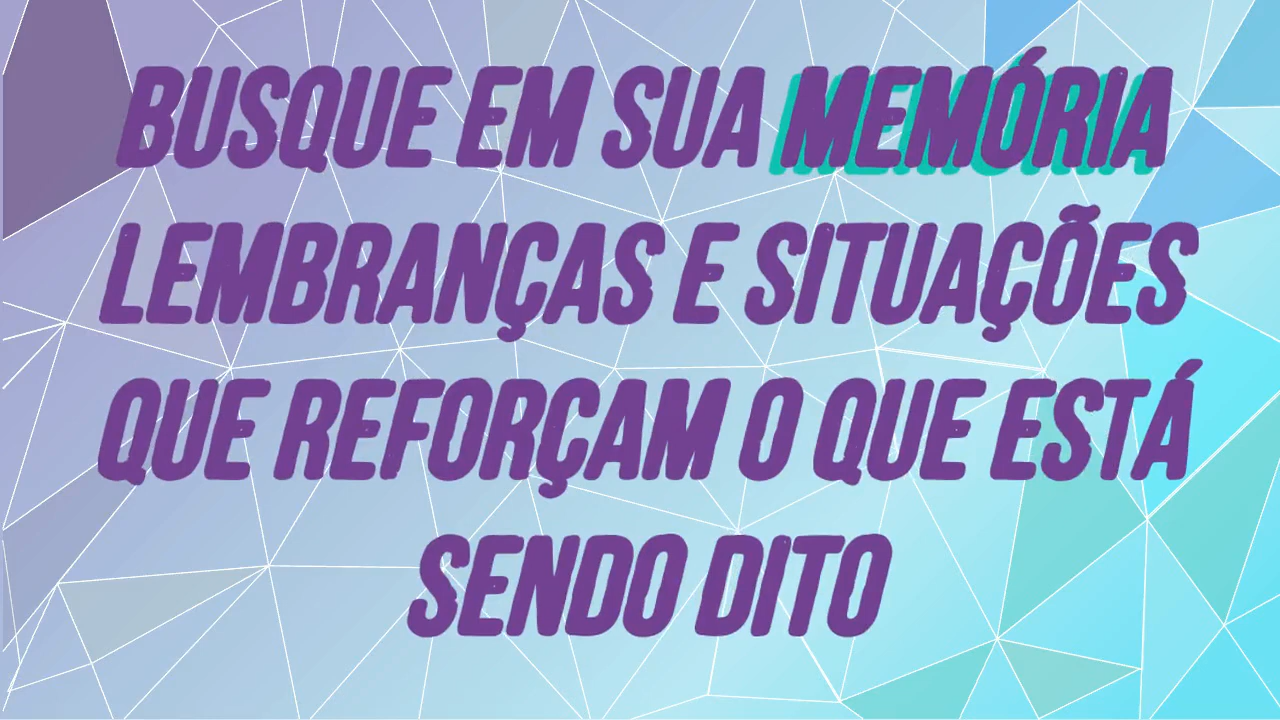 BUSQUE EM SUA MEMÓRIA
LEMBRANÇAS E SITUAÇÕES
QUE REFORÇAM O QUE ESTÁ
SENDO DITO